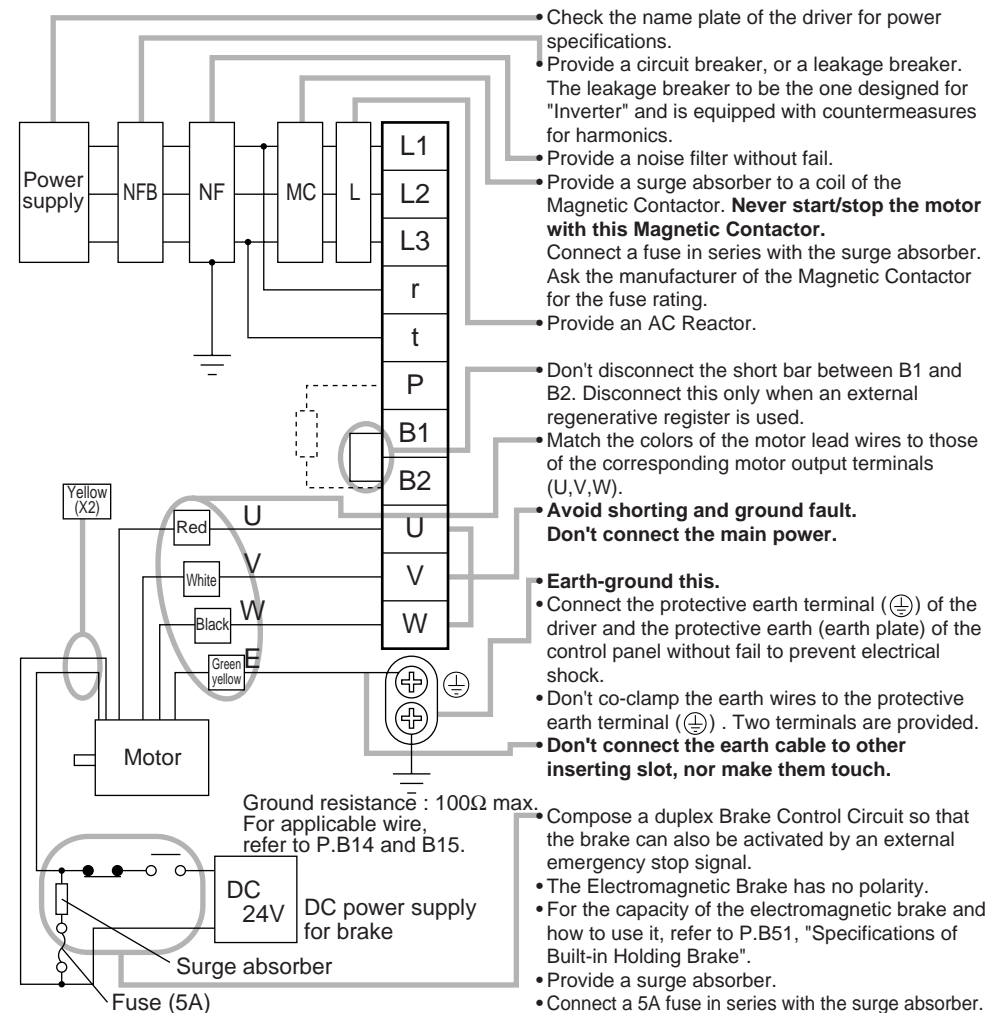 • Check the name plate of the driver for power
specifications.
• Provide a circuit breaker, or a leakage breaker.
The leakage breaker to be the one designed for
"Inverter" and is equipped with countermeasures
for harmonics.
• Provide a noise filter without fail.
• Provide a surge absorber to a coil of the
Magnetic Contactor. Never start/stop the motor
with this Magnetic Contactor.
Connect a fuse in series with the surge absorber.
Ask the manufacturer of the Magnetic Contactor
for the fuse rating.
• Provide an AC Reactor.
• Don't disconnect the short bar between B1 and
B2. Disconnect this only when an external
regenerative register is used.
• Match the colors of the motor lead wires to those
of the corresponding motor output terminals
(U,V,W).
• Avoid shorting and ground fault.
Don't connect the main power.
• Earth-ground this.
• Connect the protective earth terminal (⏚) of the
driver and the protective earth (earth plate) of the
control panel without fail to prevent electrical
shock.
• Don't co-clamp the earth wires to the protective
earth terminal (⏚) . Two terminals are provided.
• Don't connect the earth cable to other
inserting slot, nor make them touch.
• Compose a duplex Brake Control Circuit so that
the brake can also be activated by an external
emergency stop signal.
• The Electromagnetic Brake has no polarity.
• For the capacity of the electromagnetic brake and
how to use it, refer to P.B51, "Specifications of
Built-in Holding Brake".
• Provide a surge absorber.
• Connect a 5A fuse in series with the surge absorber.
Power
supply
NFB
NF
MC
L
L1
L2
L3
r
t
P
B1
B2
U
V
W
Yellow
(X2)
Red
U
White
V
Black
W
Green
yellow
E
Motor
Ground resistance : 100Ω max.
For applicable wire,
refer to P.B14 and B15.
DC
24V
DC power supply
for brake
Surge absorber
Fuse (5A)